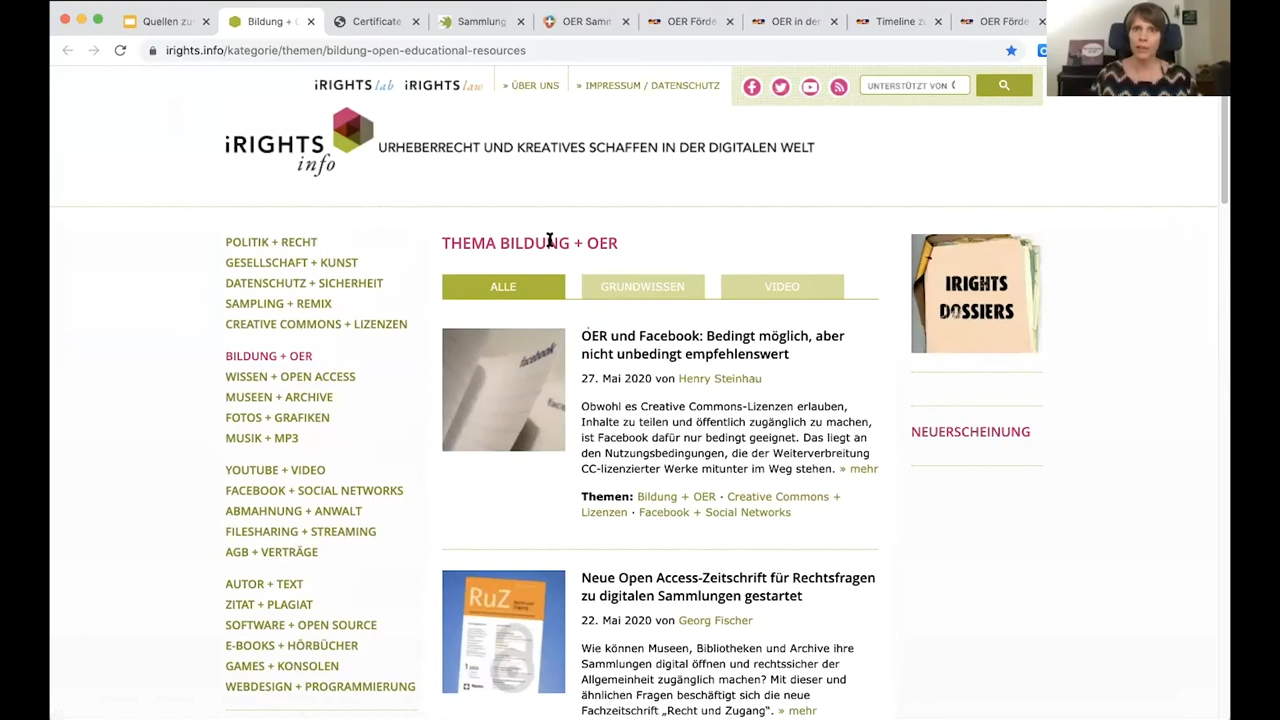 Quellen zu
Bildung + O
Certificate
Sammlung
OER Samm
OER Förde
OER in der
Timeline z
OER Förde
irights.info/kategorie/themen/bildung-open-educational-resources
iRIGHTS lab
iRIGHTS law
» ÜBER UNS
» IMPRESSUM / DATENSCHUTZ
UNTERSTÜTZT VON
iRIGHTS
info
URHEBERRECHT UND KREATIVES SCHAFFEN IN DER DIGITALEN WELT
POLITIK + RECHT
GESELLSCHAFT + KUNST
DATENSCHUTZ + SICHERHEIT
SAMPLING + REMIX
CREATIVE COMMONS + LIZENZEN
BILDUNG + OER
WISSEN + OPEN ACCESS
MUSEEN + ARCHIVE
FOTOS + GRAFIKEN
MUSIK + MP3
YOUTUBE + VIDEO
FACEBOOK + SOCIAL NETWORKS
ABMAHNUNG + ANWALT
FILESHARING + STREAMING
AGB + VERTRÄGE
AUTOR + TEXT
ZITAT + PLAGIAT
SOFTWARE + OPEN SOURCE
E-BOOKS + HÖRBÜCHER
GAMES + KONSOLEN
WEBDESIGN + PROGRAMMIERUNG
THEMA BILDUNG + OER
ALLE
GRUNDWISSEN
VIDEO
facebook
OER und Facebook: Bedingt möglich, aber
nicht unbedingt empfehlenswert
27. Mai 2020 von Henry Steinhau
Obwohl es Creative Commons-Lizenzen erlauben,
Inhalte zu teilen und öffentlich zugänglich zu machen,
ist Facebook dafür nur bedingt geeignet. Das liegt an
den Nutzungsbedingungen, die der Weiterverbreitung
CC-lizenzierter Werke mitunter im Weg stehen. » mehr
Themen: Bildung + OER · Creative Commons +
Lizenzen · Facebook + Social Networks
RuZ
Neue Open Access-Zeitschrift für Rechtsfragen
zu digitalen Sammlungen gestartet
22. Mai 2020 von Georg Fischer
Wie können Museen, Bibliotheken und Archive ihre
Sammlungen digital öffnen und rechtssicher der
Allgemeinheit zugänglich machen? Mit dieser und
ähnlichen Fragen beschäftigt sich die neue
Fachzeitschrift „Recht und Zugang“. » mehr
IRIGHTS
DOSSIERS
NEUERSCHEINUNG